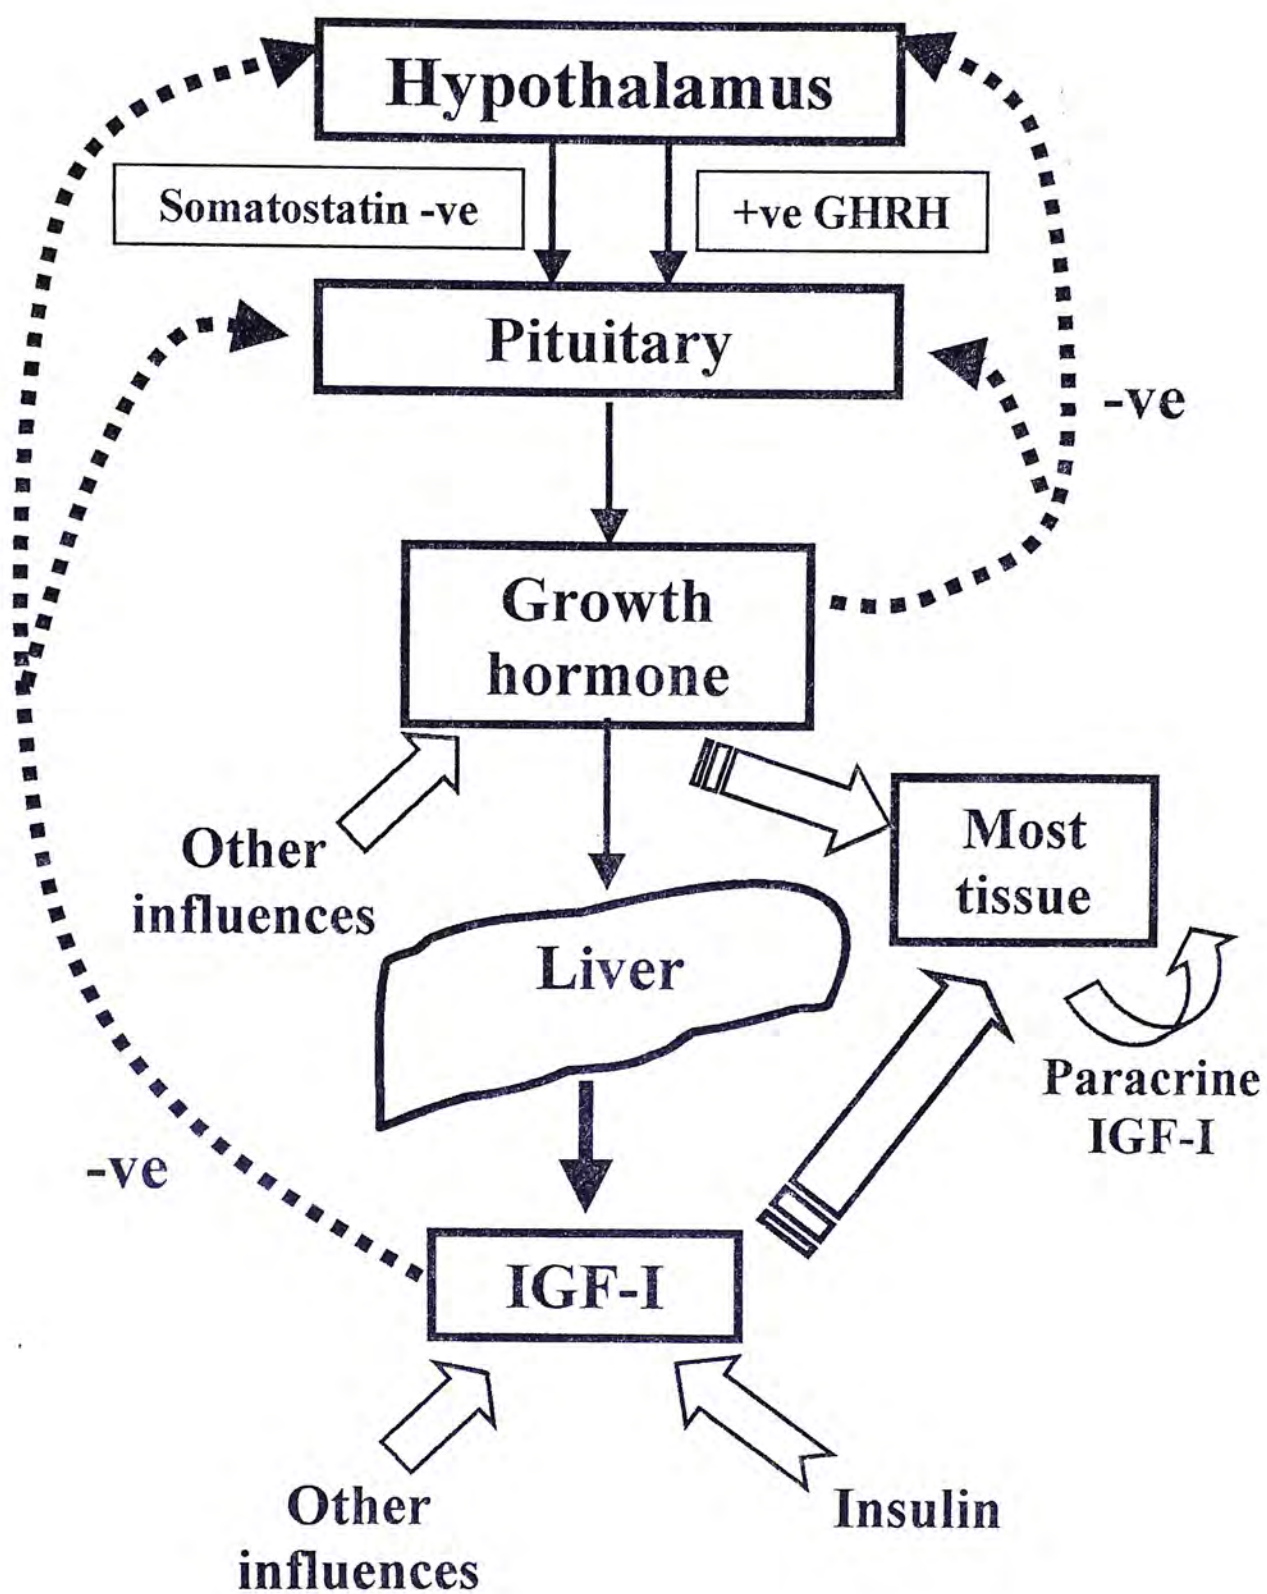 Hypothalamus
Somatostatin -ve
+ve GHRH
Pituitary
-ve
Growth
hormone
Other
influences
Most
tissue
Liver
Paracrine
IGF-I
-ve
IGF-I
Other
influences
Insulin